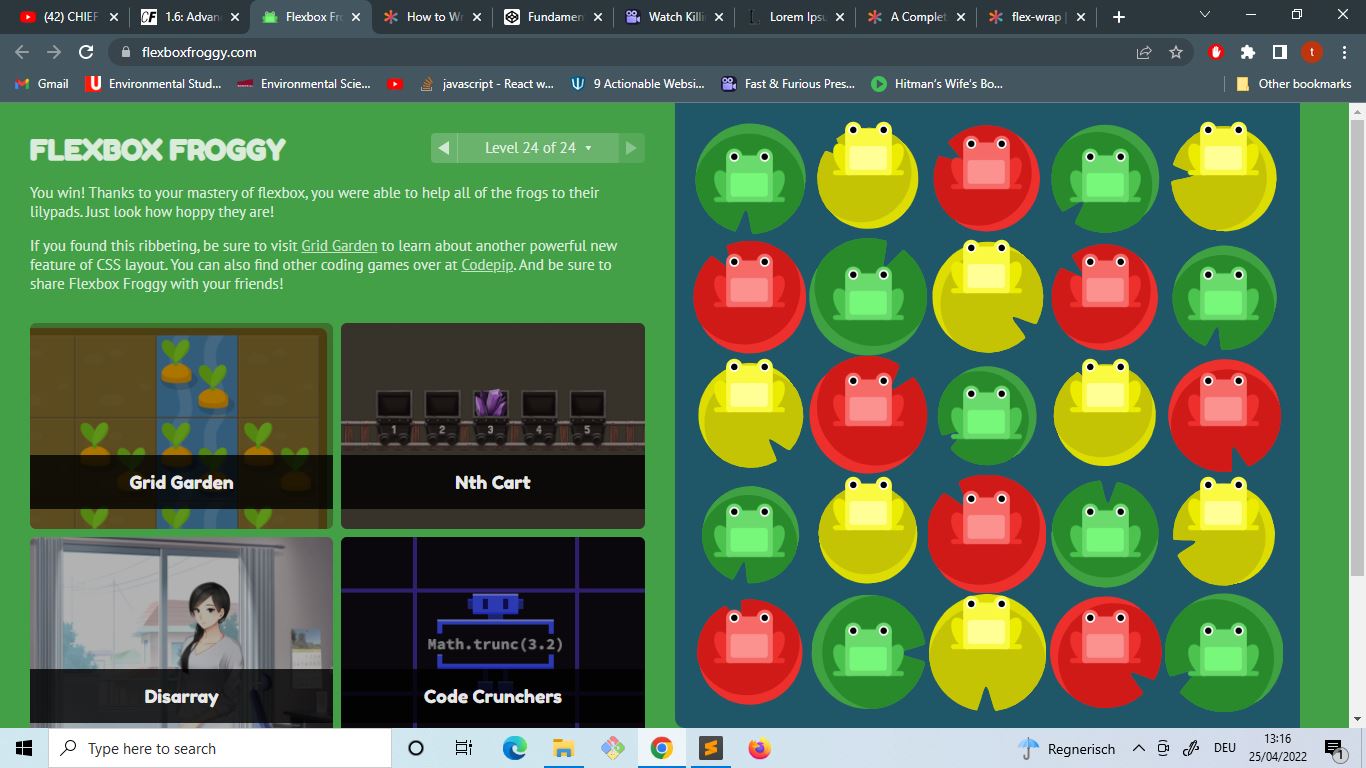 (42) CHIEF
1.6: Advan
Flexbox Fr
How to Wr
Fundamen
Watch Killi
Lorem Ipsu
A Complet
flex-wrap |
flexboxfroggy.com
t
Gmail
Environmental Stud...
Environmental Scie...
javascript - React w...
9 Actionable Websi...
Fast & Furious Pres...
Hitman's Wife's Bo...
Other bookmarks
FLEXBOX FROGGY
Level 24 of 24
You win! Thanks to your mastery of flexbox, you were able to help all of the frogs to their
lilypads. Just look how hoppy they are!
If you found this ribbeting, be sure to visit Grid Garden to learn about another powerful new
feature of CSS layout. You can also find other coding games over at Codepip. And be sure to
share Flexbox Froggy with your friends!
Grid Garden
1 2 3 4 5
Nth Cart
Disarray
Math.trunc(3.2)
Code Crunchers
Type here to search
Regnerisch
DEU
13:16
25/04/2022
1